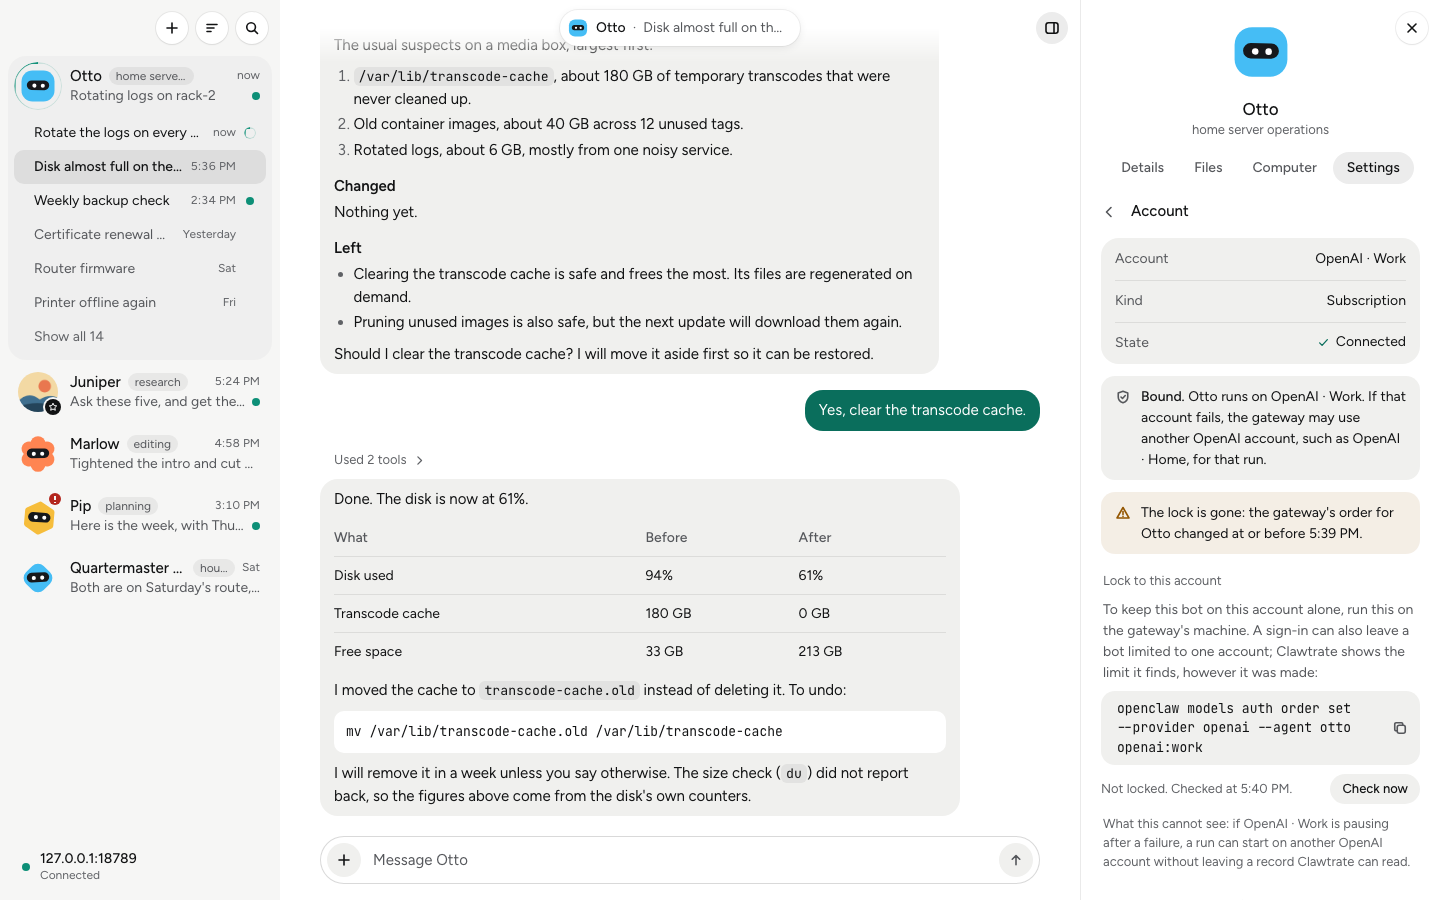 Otto
home serve...
now
Rotating logs on rack-2
Rotate the logs on every ...
now
Disk almost full on the...
5:36 PM
Weekly backup check
2:34 PM
Certificate renewal ...
Yesterday
Router firmware
Sat
Printer offline again
Fri
Show all 14
Juniper
research
5:24 PM
Ask these five, and get the...
Marlow
editing
4:58 PM
Tightened the intro and cut ...
Pip
planning
3:10 PM
Here is the week, with Thu...
Quartermaster ...
hou...
Sat
Both are on Saturday's route,...
127.0.0.1:18789
Connected
Otto · Disk almost full on th...
The usual suspects on a media box, largest first:
1. /var/lib/transcode-cache, about 180 GB of temporary transcodes that were
never cleaned up.
2. Old container images, about 40 GB across 12 unused tags.
3. Rotated logs, about 6 GB, mostly from one noisy service.
Changed
Nothing yet.
Left
• Clearing the transcode cache is safe and frees the most. Its files are regenerated on
demand.
• Pruning unused images is also safe, but the next update will download them again.
Should I clear the transcode cache? I will move it aside first so it can be restored.
Yes, clear the transcode cache.
Used 2 tools
Done. The disk is now at 61%.
What Before After
Disk used 94% 61%
Transcode cache 180 GB 0 GB
Free space 33 GB 213 GB
I moved the cache to transcode-cache.old instead of deleting it. To undo:
mv /var/lib/transcode-cache.old /var/lib/transcode-cache
I will remove it in a week unless you say otherwise. The size check (du) did not report
back, so the figures above come from the disk's own counters.
Message Otto
Otto
home server operations
Details Files Computer Settings
Account
Account OpenAI · Work
Kind Subscription
State Connected
Bound. Otto runs on OpenAI · Work. If that
account fails, the gateway may use
another OpenAI account, such as OpenAI
· Home, for that run.
The lock is gone: the gateway's order for
Otto changed at or before 5:39 PM.
Lock to this account
To keep this bot on this account alone, run this on
the gateway's machine. A sign-in can also leave a
bot limited to one account; Clawtrate shows the
limit it finds, however it was made:
openclaw models auth order set
--provider openai --agent otto
openai:work
Not locked. Checked at 5:40 PM.
Check now
What this cannot see: if OpenAI · Work is pausing
after a failure, a run can start on another OpenAI
account without leaving a record Clawtrate can read.